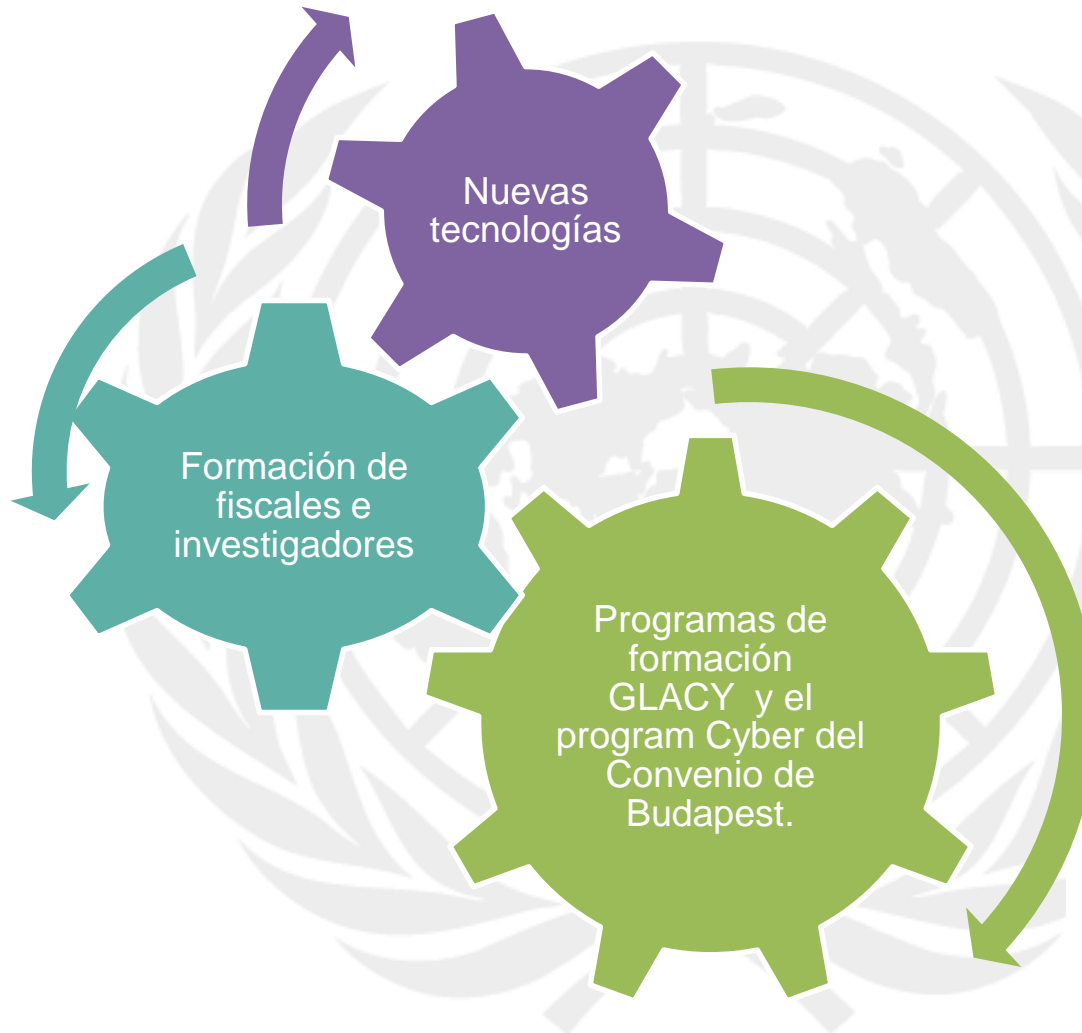 Nuevas
tecnologías
Formación de
fiscales e
investigadores
Programas de
formación
GLACY y el
program Cyber del
Convenio de
Budapest.